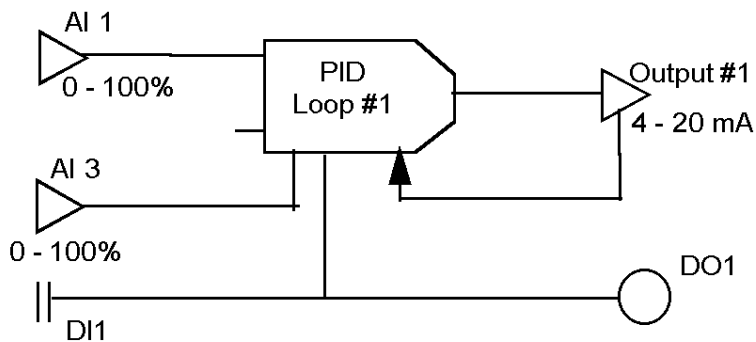 AI 1
0 - 100%
PID
Loop #1
Output #1
4 - 20 mA
AI 3
0 - 100%
DI1
DO1